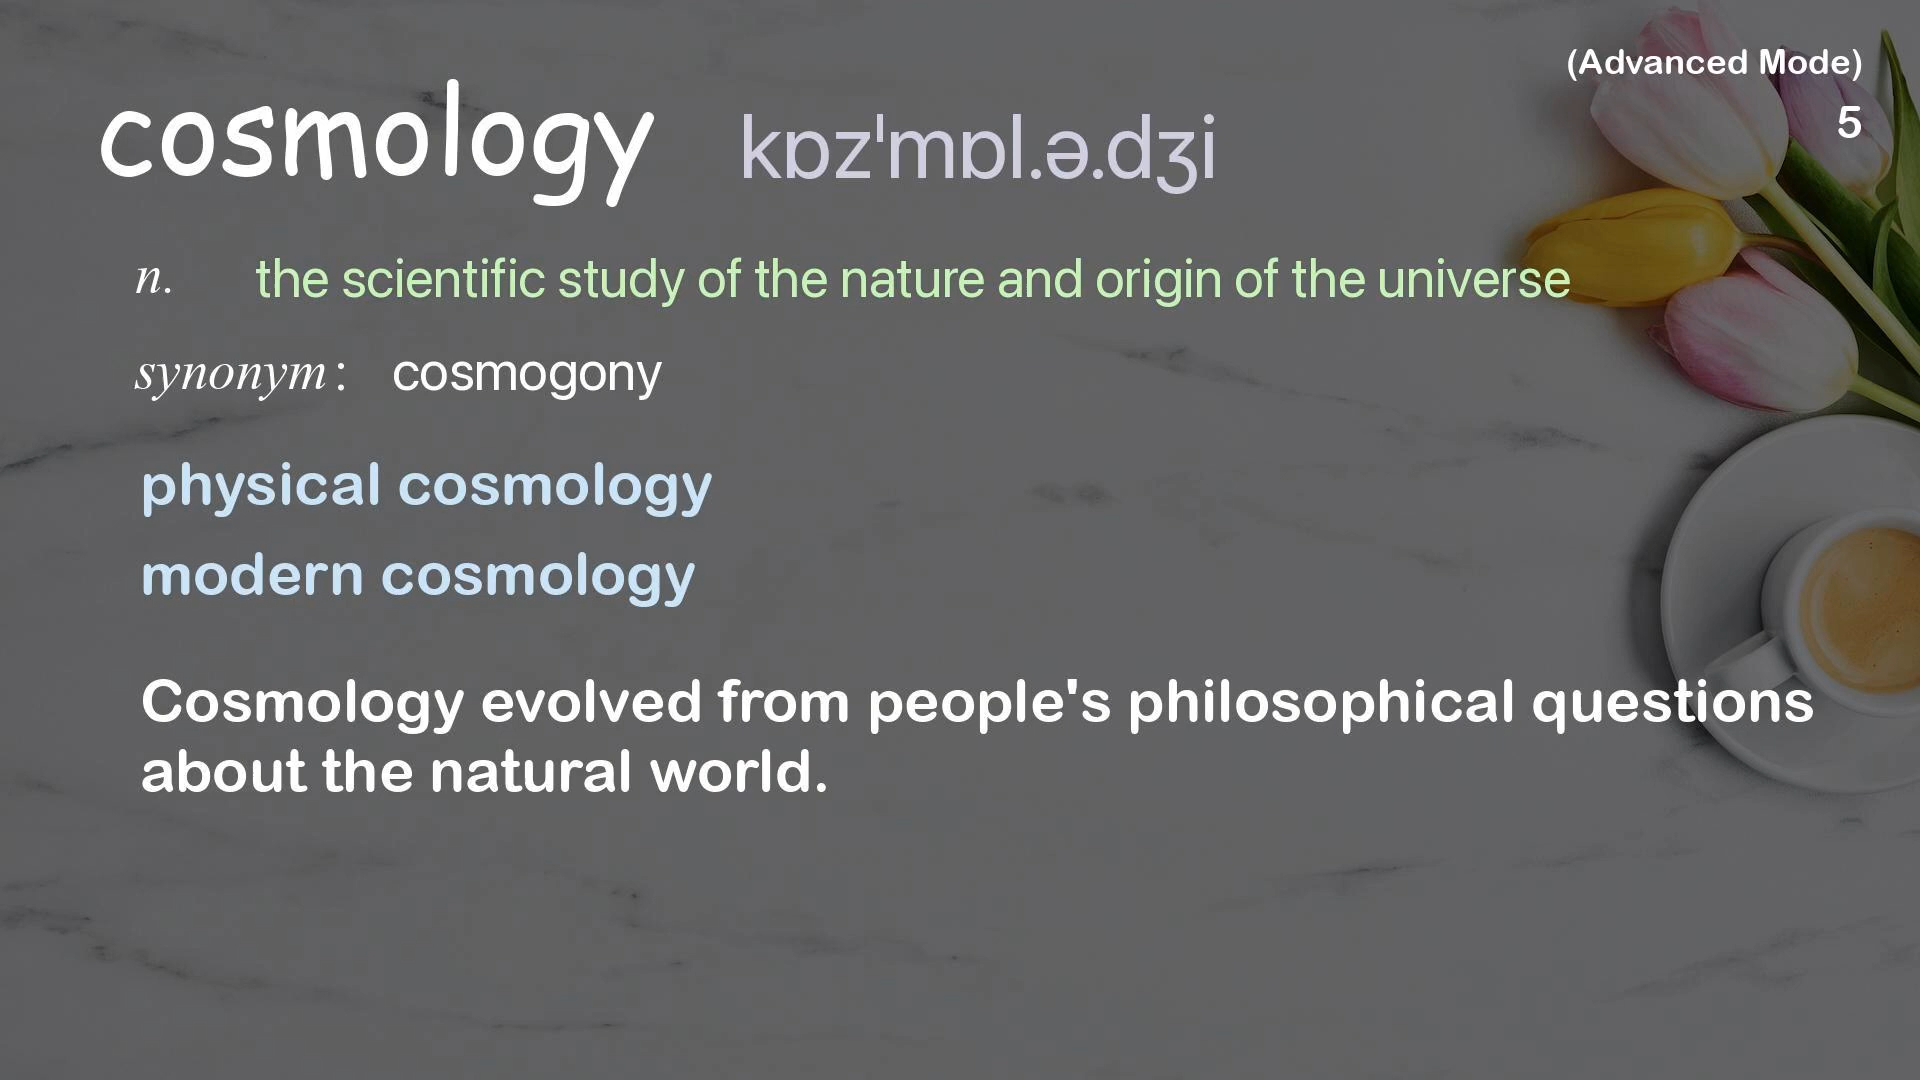 (Advanced Mode)
5
cosmology kɒzˈmɒl.ə.dʒi
n. the scientific study of the nature and origin of the universe
synonym: cosmogony
physical cosmology
modern cosmology
Cosmology evolved from people's philosophical questions
about the natural world.